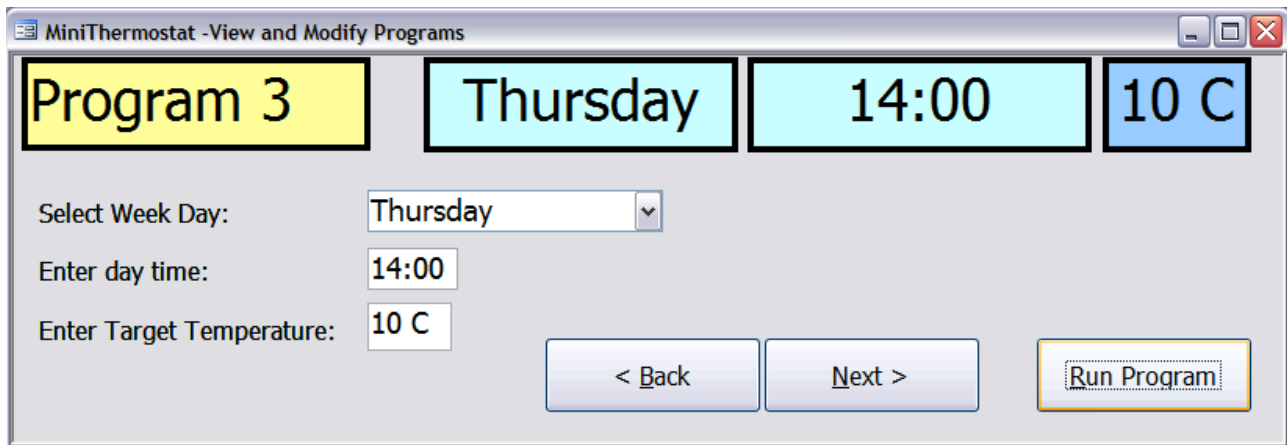 MiniThermostat -View and Modify Programs
Program 3 Thursday 14:00 10 C
Select Week Day: Thursday
Enter day time: 14:00
Enter Target Temperature: 10 C
< Back Next > Run Program